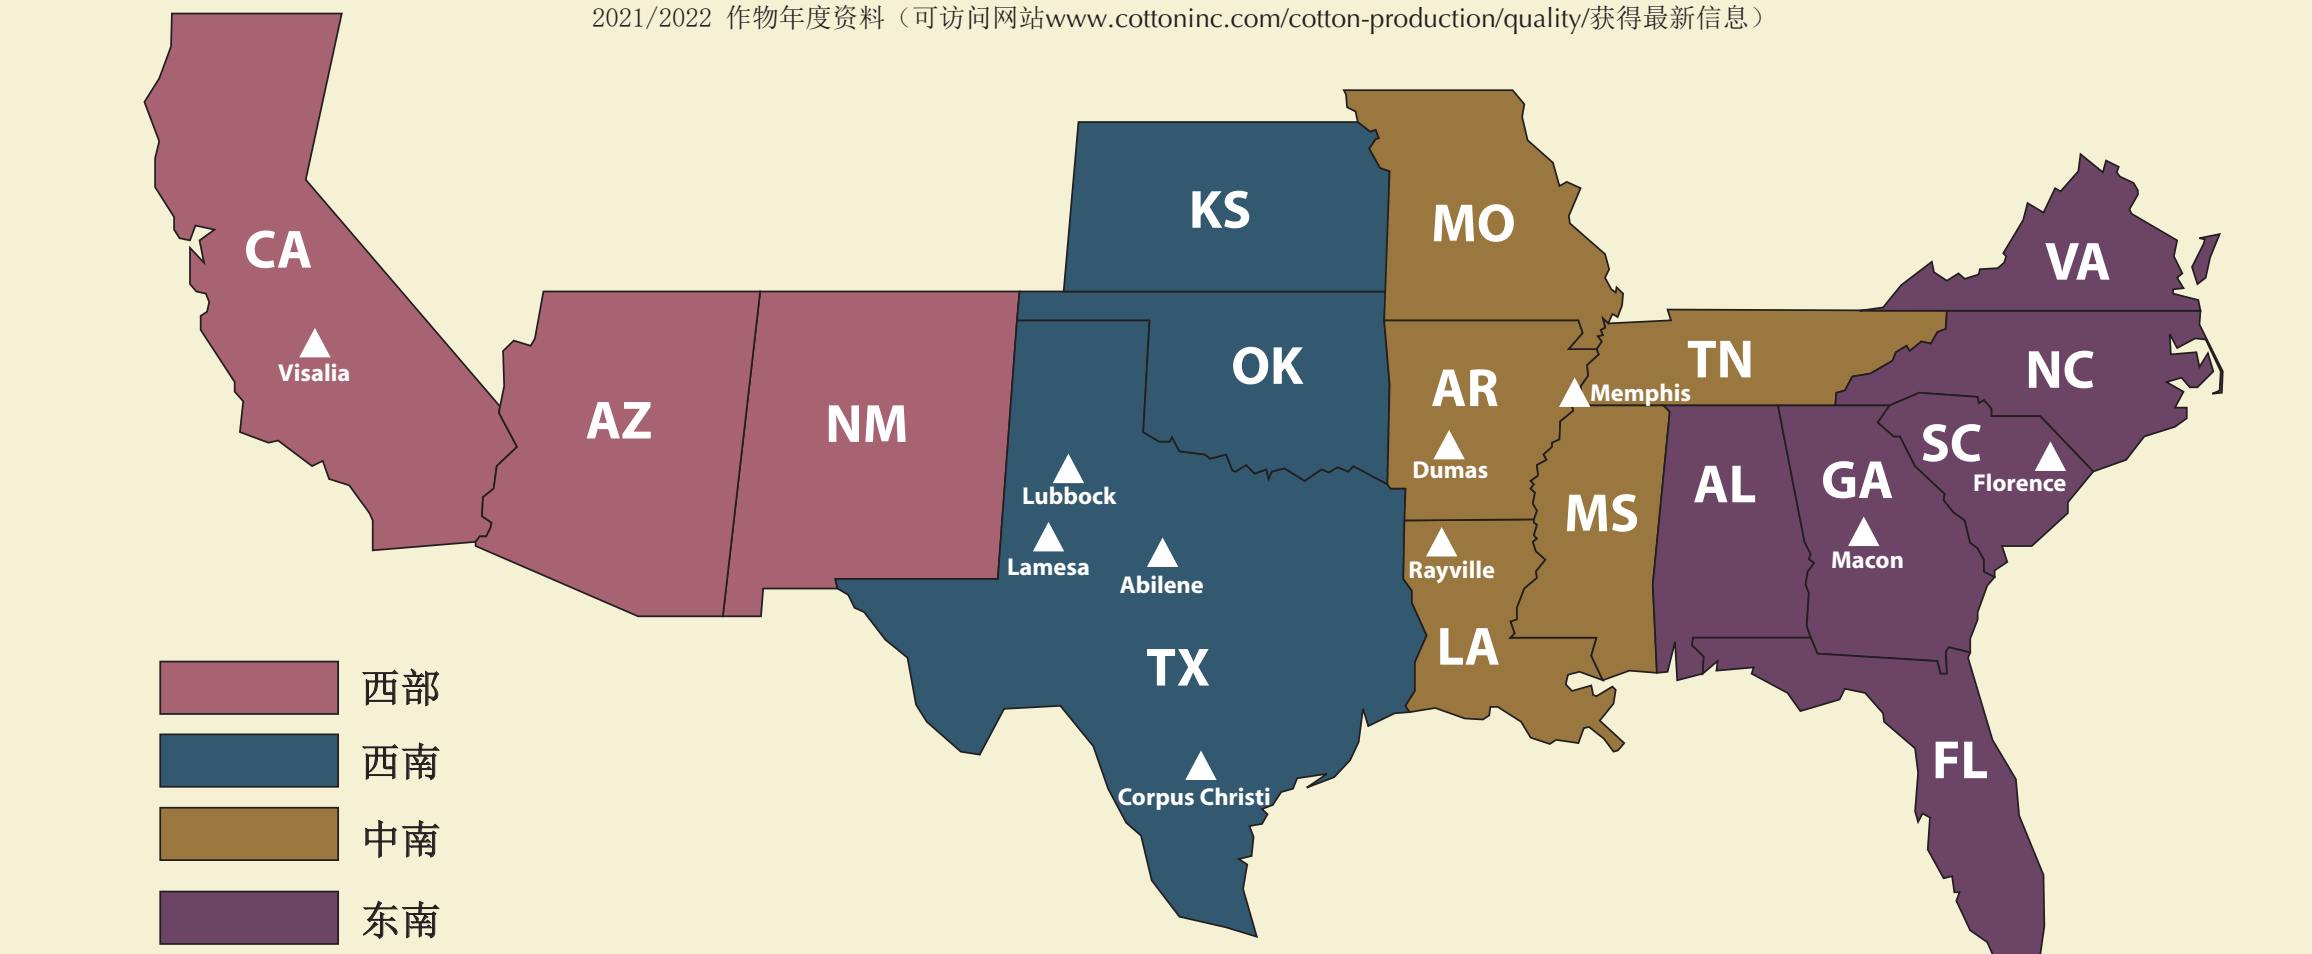 2021/2022 作物年度资料（可访问网站www.cottoninc.com/cotton-production/quality/获得最新信息）
KS
MO
CA
VA
Visalia
OK
TN
NC
AR
Memphis
AZ
NM
SC
Dumas
Lubbock
AL
GA
Florence
MS
Lamesa
Abilene
Rayville
Macon
TX
LA
西部
FL
西南
Corpus Christi
中南
东南